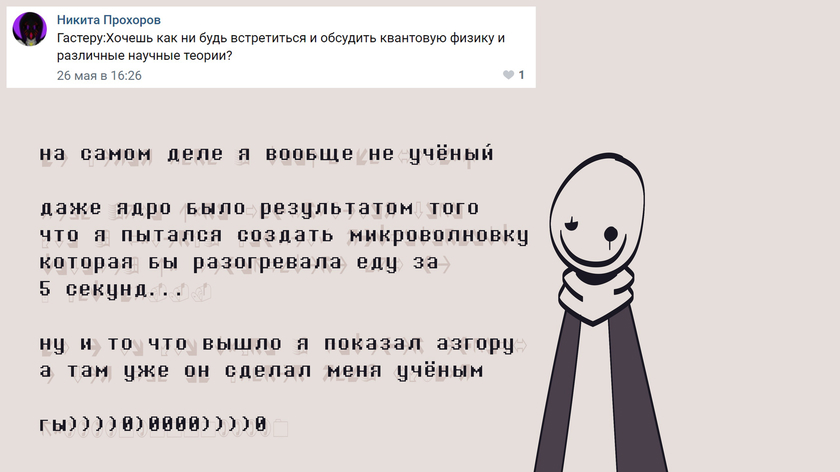 Никита Прохоров
Гастеру:Хочешь как ни будь встретиться и обсудить квантовую физику и
различные научные теории?
26 мая в 16:26
1
на самом деле я вообще не учёный
даже ядро было результатом того
что я пытался создать микроволновку
которая бы разогревала еду за
5 секунд...
ну и то что вышло я показал азгору
а там уже он сделал меня учёным
гы))))0)0000))))0